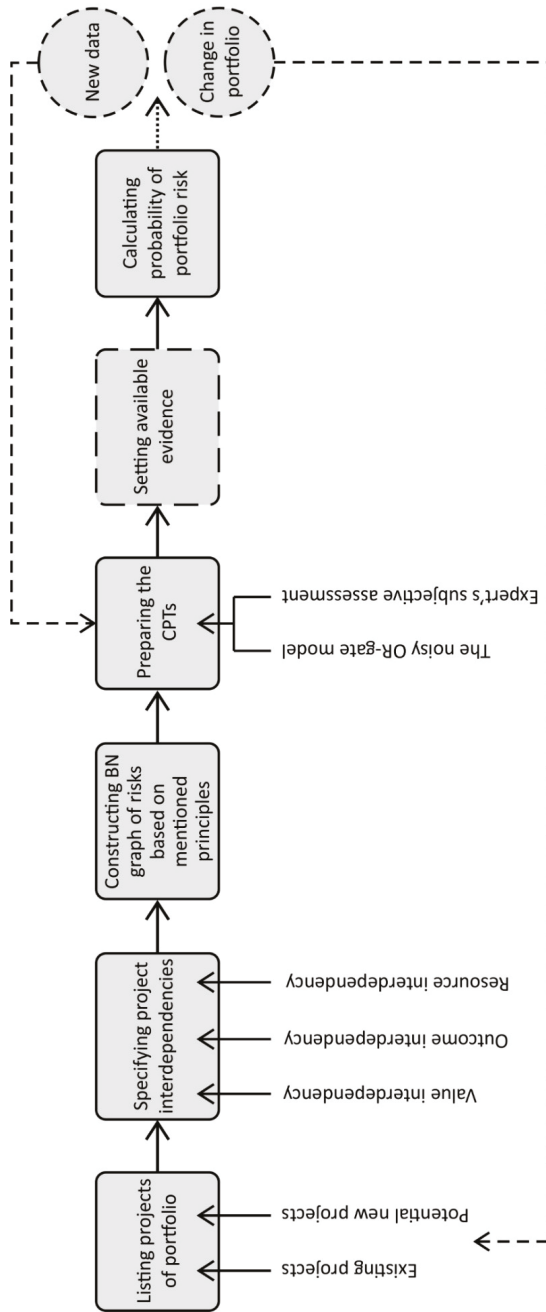 Listing projects
of portfolio
Existing projects
Potential new projects
Specifying project
interdependencies
Value interdependency
Outcome interdependency
Resource interdependency
Constructing BN
graph of risks
based on
mentioned
principles
Preparing the
CPTs
The noisy OR-gate model
Expert's subjective assessment
Setting available
evidence
Calculating
probability of
portfolio risk
New data
Change in
portfolio